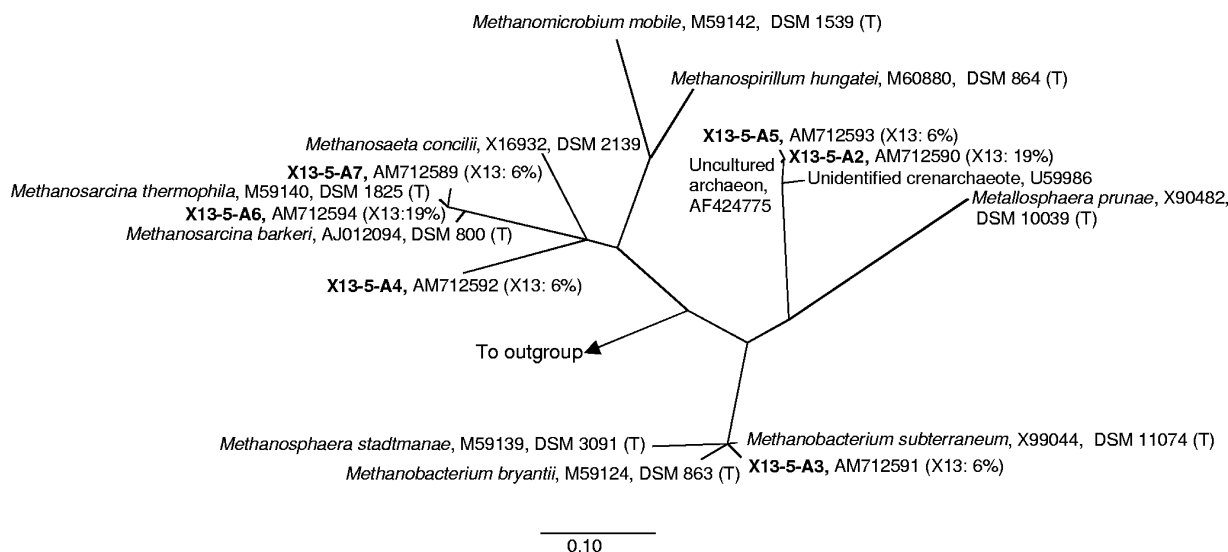 Methanomicrobium mobile, M59142, DSM 1539 (T)
Methanospirillum hungatei, M60880, DSM 864 (T)
Methanosaeta concilii, X16932, DSM 2139
X13-5-A7, AM712589 (X13: 6%)
Methanosarcina thermophila, M59140, DSM 1825 (T)
X13-5-A6, AM712594 (X13:19%)
Methanosarcina barkeri, AJ012094, DSM 800 (T)
X13-5-A4, AM712592 (X13: 6%)
X13-5-A5, AM712593 (X13: 6%)
X13-5-A2, AM712590 (X13: 19%)
Uncultured
archaeon,
AF424775
Unidentified crenarchaeote, U59986
Metallosphaera prunae, X90482,
DSM 10039 (T)
To outgroup
Methanosphaera stadtmanae, M59139, DSM 3091 (T)
Methanobacterium subterraneum, X99044, DSM 11074 (T)
Methanobacterium bryantii, M59124, DSM 863 (T)
X13-5-A3, AM712591 (X13: 6%)
0.10